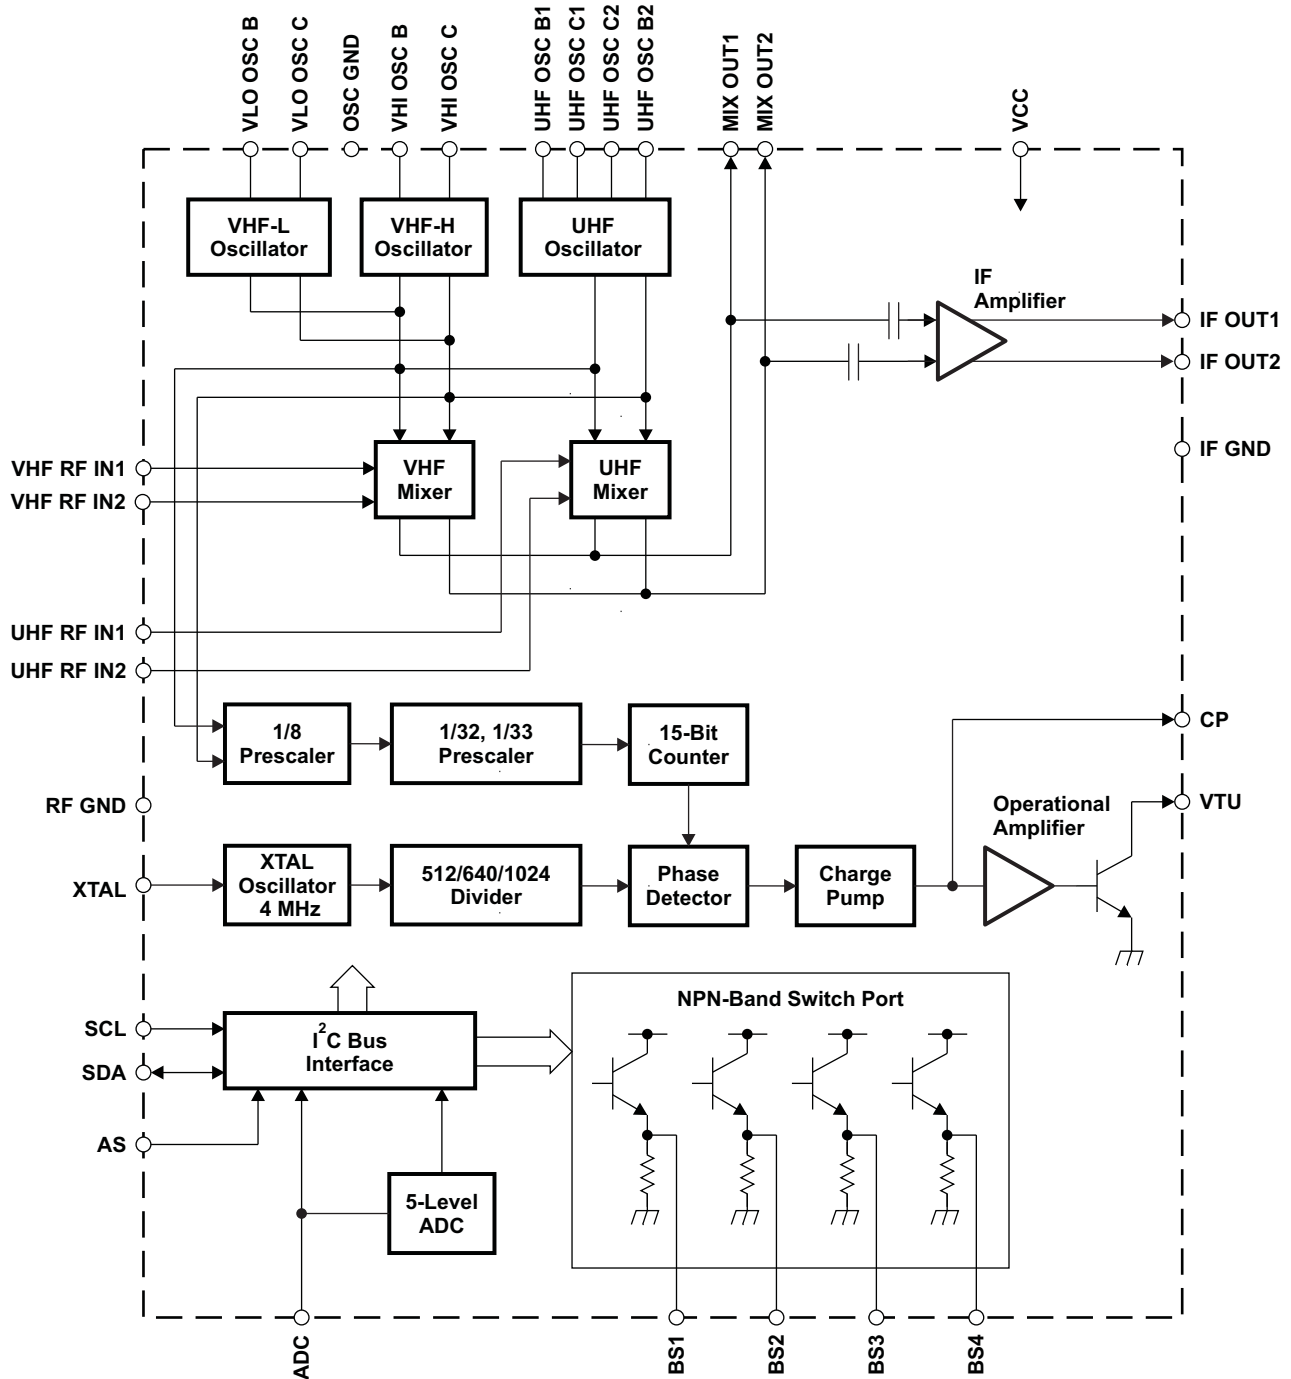 VLO OSC B
VLO OSC C
OSC GND
VHI OSC B
VHI OSC C
UHF OSC B1
UHF OSC C1
UHF OSC C2
UHF OSC B2
MIX OUT1
MIX OUT2
VCC
VHF-L
Oscillator
VHF-H
Oscillator
UHF
Oscillator
IF
Amplifier
IF OUT1
IF OUT2
IF GND
VHF RF IN1
VHF RF IN2
VHF
Mixer
UHF
Mixer
UHF RF IN1
UHF RF IN2
1/8
Prescaler
1/32, 1/33
Prescaler
15-Bit
Counter
CP
RF GND
Operational
Amplifier
VTU
XTAL
XTAL
Oscillator
4 MHz
512/640/1024
Divider
Phase
Detector
Charge
Pump
NPN-Band Switch Port
SCL
SDA
I²C Bus
Interface
AS
5-Level
ADC
ADC
BS1
BS2
BS3
BS4